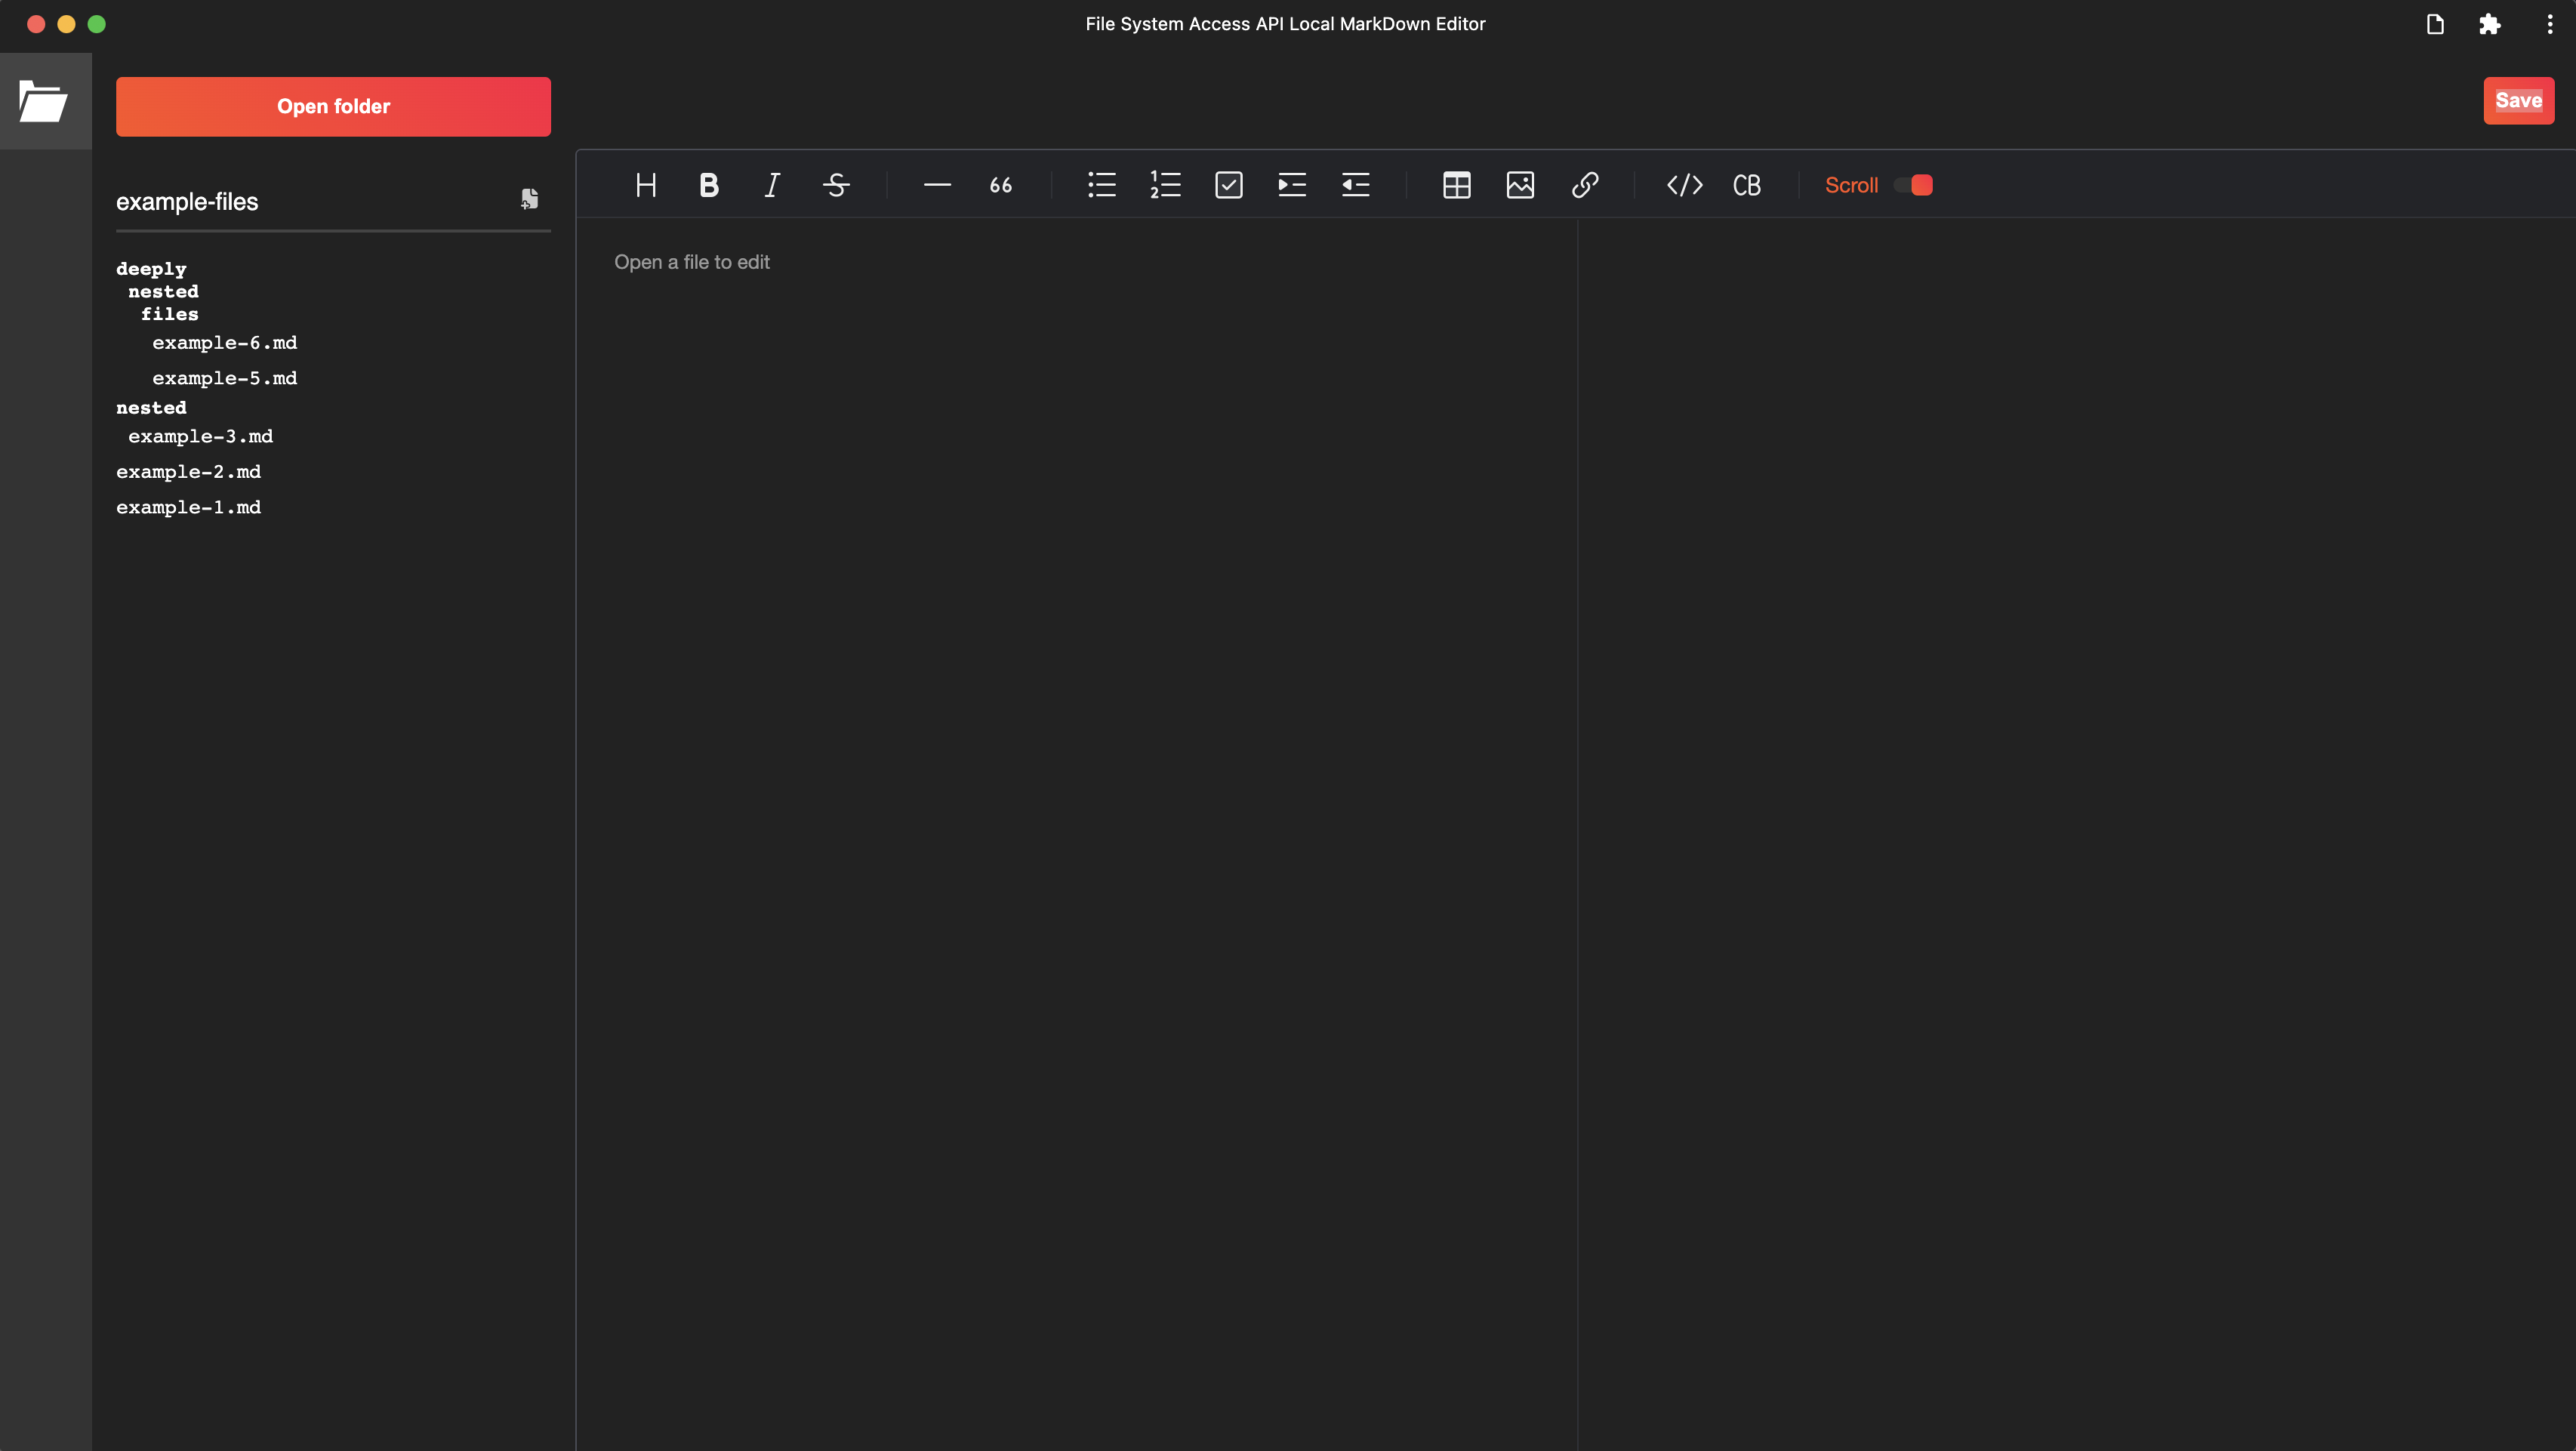 File System Access API Local MarkDown Editor
Open folder
Save
example-files
H B I S 66 CB Scroll
Open a file to edit
deeply
nested
files
example-6.md
example-5.md
nested
example-3.md
example-2.md
example-1.md